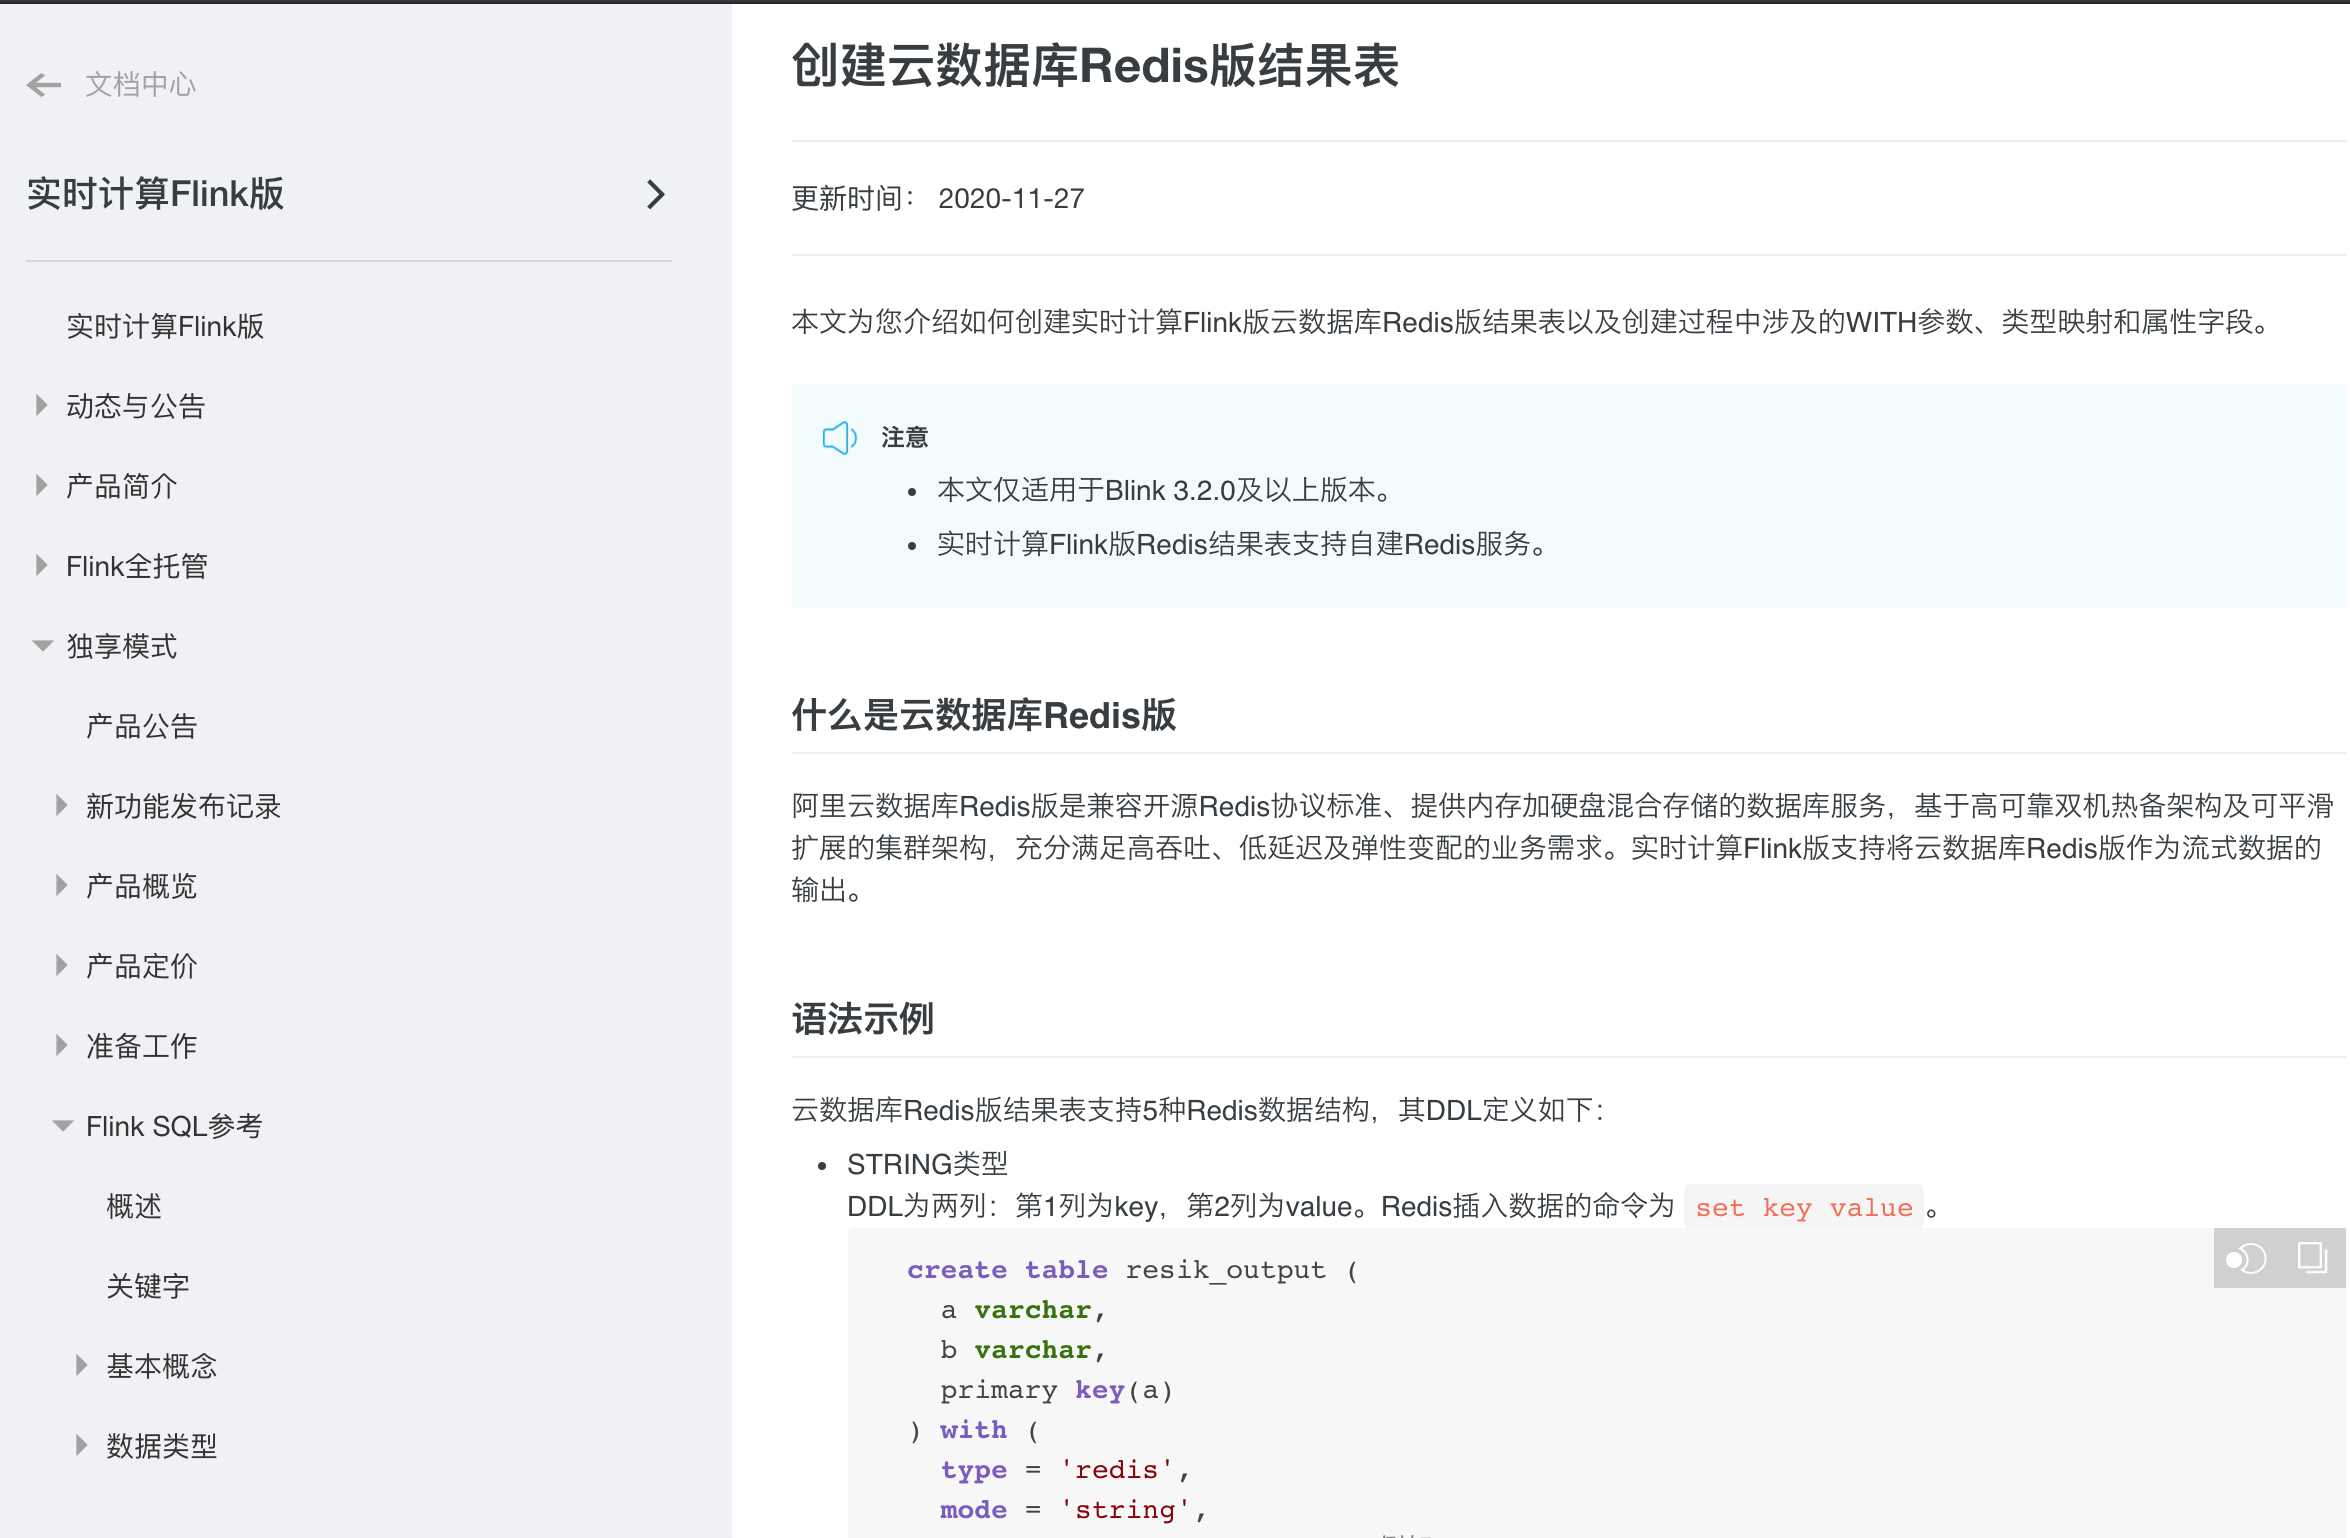 文档中心
实时计算Flink版
实时计算Flink版
动态与公告
产品简介
Flink全托管
独享模式
产品公告
新功能发布记录
产品概览
产品定价
准备工作
Flink SQL参考
概述
关键字
基本概念
数据类型
创建云数据库Redis版结果表
更新时间： 2020-11-27
本文为您介绍如何创建实时计算Flink版云数据库Redis版结果表以及创建过程中涉及的WITH参数、类型映射和属性字段。
注意
• 本文仅适用于Blink 3.2.0及以上版本。
• 实时计算Flink版Redis结果表支持自建Redis服务。
什么是云数据库Redis版
阿里云数据库Redis版是兼容开源Redis协议标准、提供内存加硬盘混合存储的数据库服务，基于高可靠双机热备架构及可平滑
扩展的集群架构，充分满足高吞吐、低延迟及弹性变配的业务需求。实时计算Flink版支持将云数据库Redis版作为流式数据的
输出。
语法示例
云数据库Redis版结果表支持5种Redis数据结构，其DDL定义如下：
• STRING类型
DDL为两列：第1列为key，第2列为value。Redis插入数据的命令为 set key value 。
create table resik_output (
a varchar,
b varchar,
primary key(a)
) with (
type = 'redis',
mode = 'string',